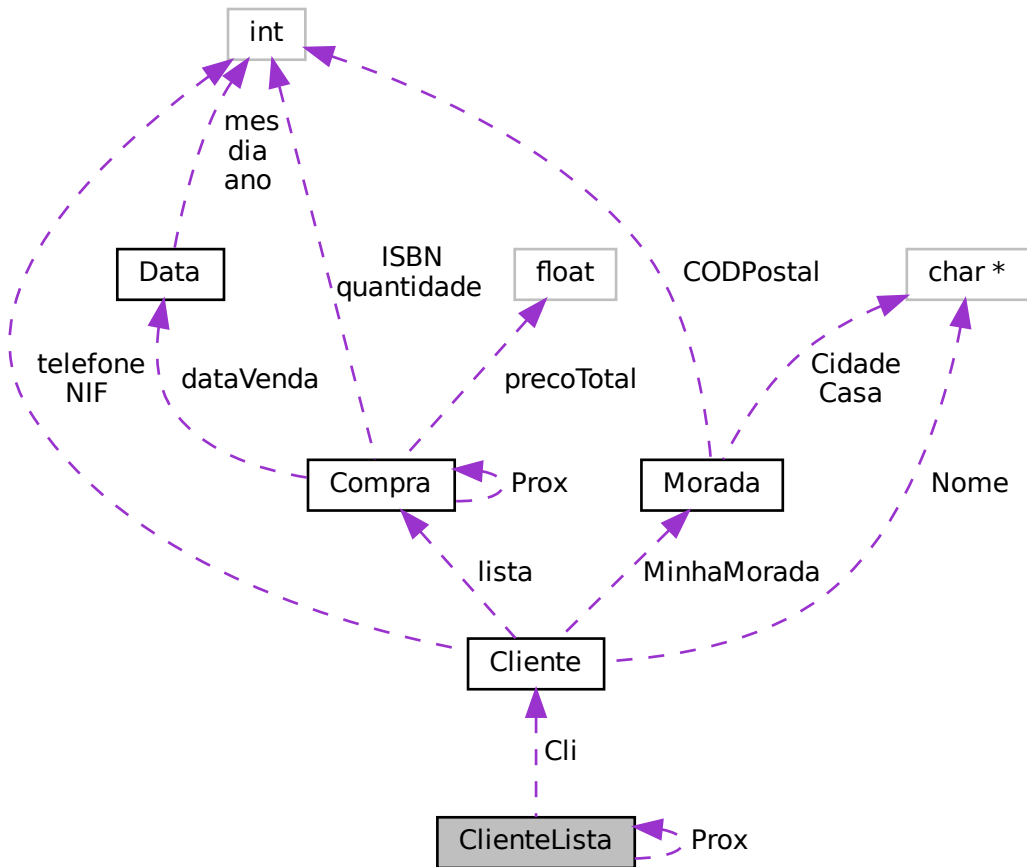 int
mes
dia
ano
Data
ISBN
quantidade
float
CODPostal
char *
telefone
NIF
dataVenda
precoTotal
Cidade
Casa
Compra
Prox
Morada
Nome
lista
MinhaMorada
Cliente
Cli
ClienteLista
Prox